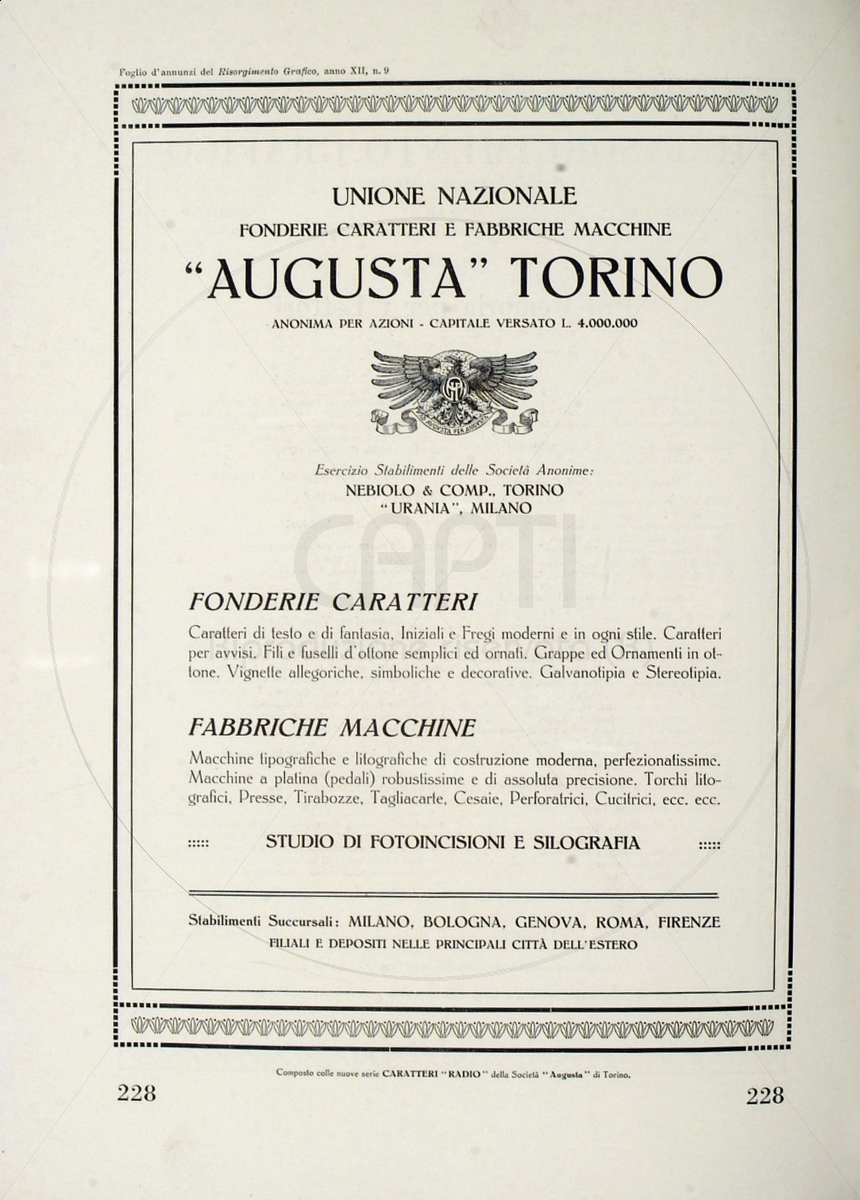 Foglio d'annunzi del Risorgimento Grafico, anno XII, n. 9
UNIONE NAZIONALE
FONDERIE CARATTERI E FABBRICHE MACCHINE
“AUGUSTA” TORINO
ANONIMA PER AZIONI - CAPITALE VERSATO L. 4.000.000
AUGUSTA PER ANGUSTA
Esercizio Stabilimenti delle Società Anonime:
NEBIOLO & COMP., TORINO
“URANIA”, MILANO
CAPTI
FONDERIE CARATTERI
Caratteri di testo e di fantasia, Iniziali e Fregi moderni e in ogni stile. Caratteri
per avvisi. Fili e fuselli d'ottone semplici ed ornati. Grappe ed Ornamenti in ot-
tone. Vignette allegoriche, simboliche e decorative. Galvanotipia e Stereotipia.
FABBRICHE MACCHINE
Macchine tipografiche e litografiche di costruzione moderna, perfezionatissime.
Macchine a platina (pedali) robustissime e di assoluta precisione. Torchi lito-
grafici, Presse, Tirabozze, Tagliacarte, Cesoie, Perforatrici, Cucitrici, ecc. ecc.
::::: STUDIO DI FOTOINCISIONI E SILOGRAFIA :::::
Stabilimenti Succursali: MILANO, BOLOGNA, GENOVA, ROMA, FIRENZE
FILIALI E DEPOSITI NELLE PRINCIPALI CITTÀ DELL'ESTERO
Composto colle nuove serie CARATTERI “RADIO” della Società “Augusta” di Torino.
228 228